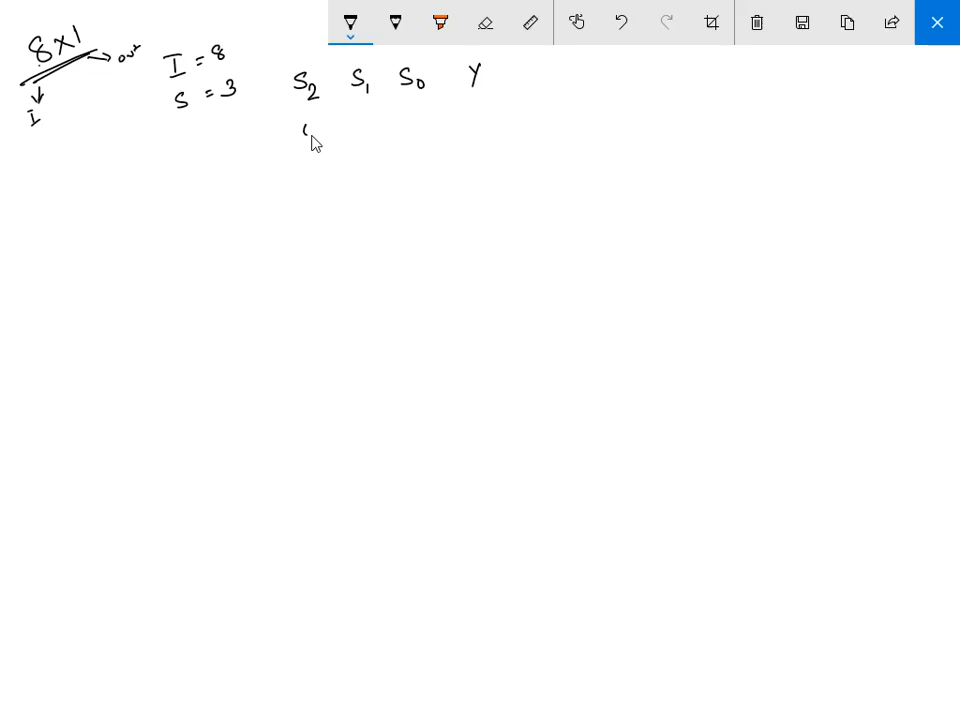 8x1
→ out
↓
I
I = 8
S = 3
S2 S1 S0 Y